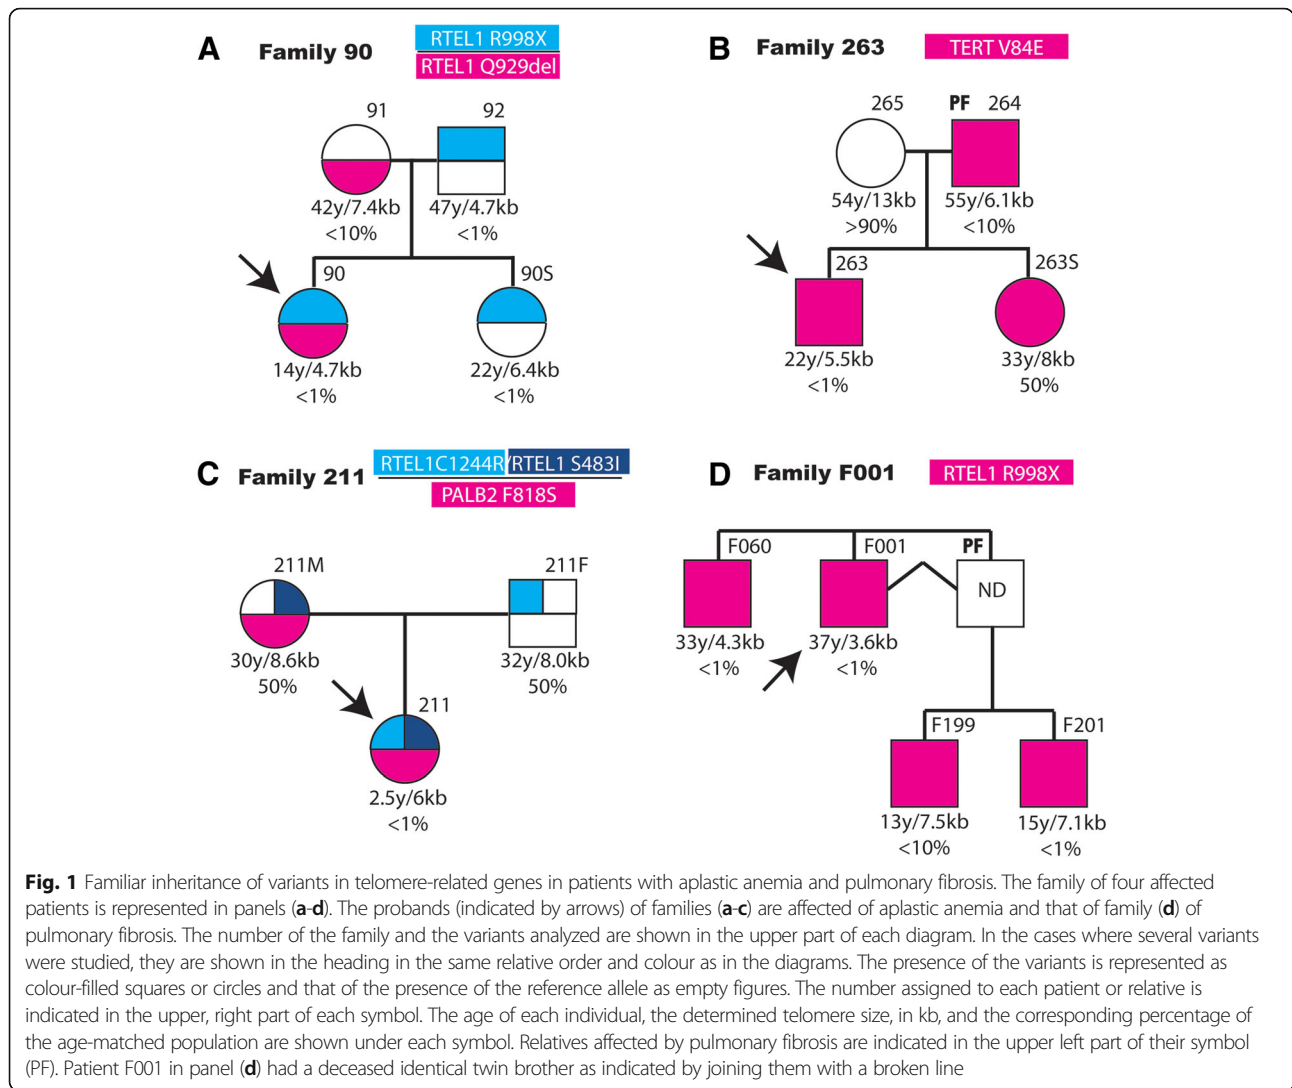 A Family 90
RTEL1 R998X
RTEL1 Q929del
91
92
42y/7.4kb
<10%
47y/4.7kb
<1%
90
90S
14y/4.7kb
<1%
22y/6.4kb
<1%
B Family 263
TERT V84E
265
PF 264
54y/13kb
>90%
55y/6.1kb
<10%
263
263S
22y/5.5kb
<1%
33y/8kb
50%
C Family 211
RTEL1C1244R/RTEL1 S483I
PALB2 F818S
211M
211F
30y/8.6kb
50%
32y/8.0kb
50%
211
2.5y/6kb
<1%
D Family F001
RTEL1 R998X
F060
F001
PF
ND
33y/4.3kb
<1%
37y/3.6kb
<1%
F199
F201
13y/7.5kb
<10%
15y/7.1kb
<1%
Fig. 1 Familiar inheritance of variants in telomere-related genes in patients with aplastic anemia and pulmonary fibrosis. The family of four affected
patients is represented in panels (a-d). The probands (indicated by arrows) of families (a-c) are affected of aplastic anemia and that of family (d) of
pulmonary fibrosis. The number of the family and the variants analyzed are shown in the upper part of each diagram. In the cases where several variants
were studied, they are shown in the heading in the same relative order and colour as in the diagrams. The presence of the variants is represented as
colour-filled squares or circles and that of the presence of the reference allele as empty figures. The number assigned to each patient or relative is
indicated in the upper, right part of each symbol. The age of each individual, the determined telomere size, in kb, and the corresponding percentage of
the age-matched population are shown under each symbol. Relatives affected by pulmonary fibrosis are indicated in the upper left part of their symbol
(PF). Patient F001 in panel (d) had a deceased identical twin brother as indicated by joining them with a broken line